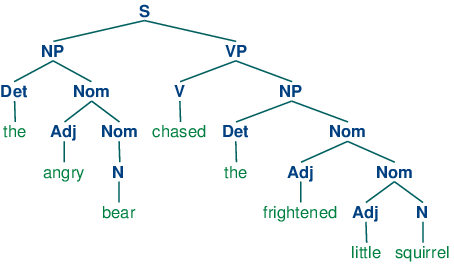 S
NP VP
Det Nom V NP
the Adj Nom chased Det Nom
angry N the Adj Nom
bear frightened Adj N
little squirrel